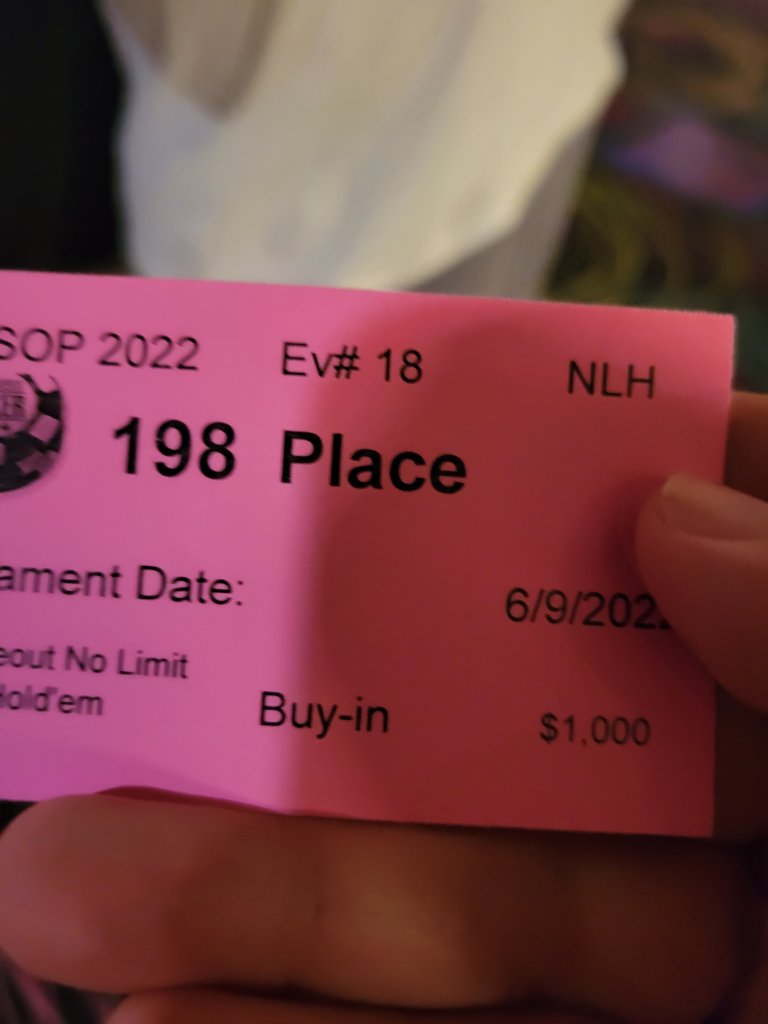 SOP 2022 Ev# 18 NLH
ER
198 Place
ament Date: 6/9/202
eout No Limit
Hold'em Buy-in $1,000